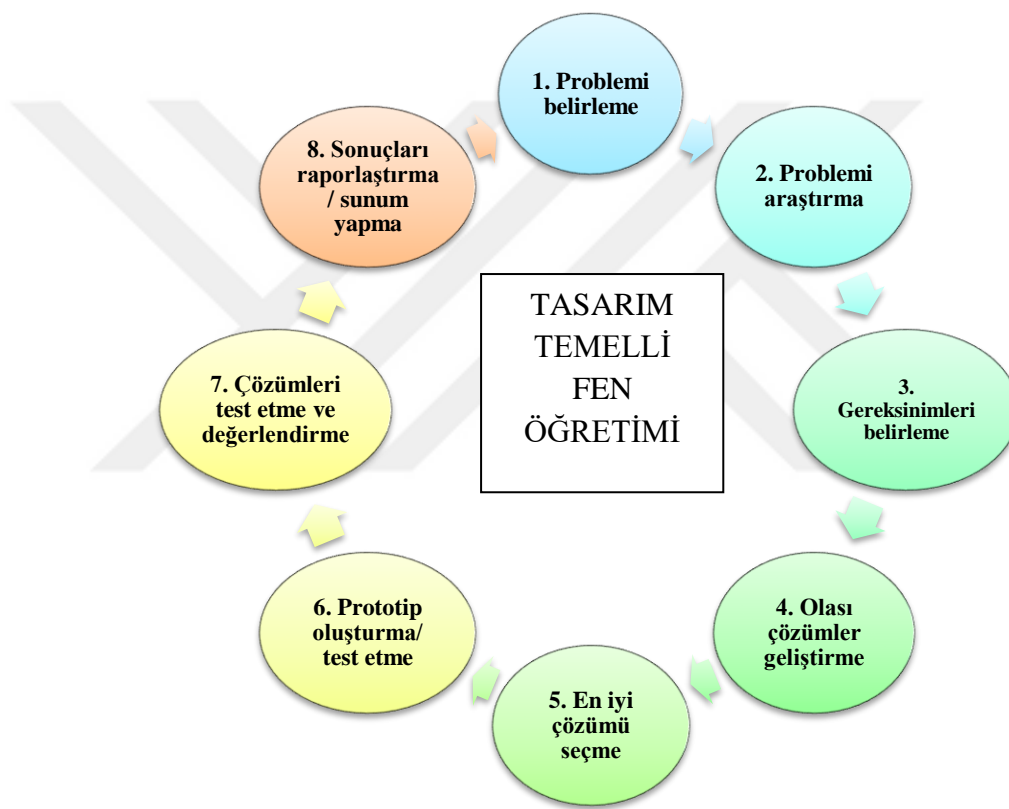 1. Problemi
belirleme
2. Problemi
araştırma
3.
Gereksinimleri
belirleme
4. Olası
çözümler
geliştirme
5. En iyi
çözümü
seçme
6. Prototip
oluşturma/
test etme
7. Çözümleri
test etme ve
değerlendirme
8. Sonuçları
raporlaştırma
/ sunum
yapma
TASARIM
TEMELLİ
FEN
ÖĞRETİMİ